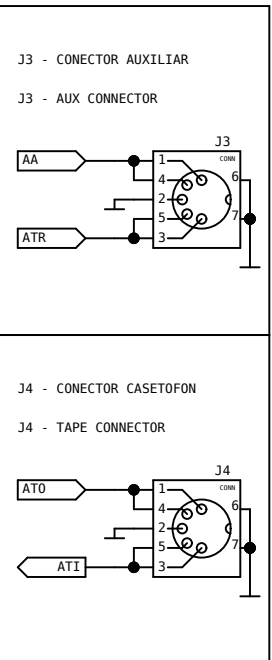 J3 - CONECTOR AUXILIAR
J3 - AUX CONNECTOR
J3
CONN
AA
1
4
6
2
5
7
ATR
3
J4 - CONECTOR CASETOFON
J4 - TAPE CONNECTOR
J4
CONN
ATO
1
4
6
2
5
7
ATI
3